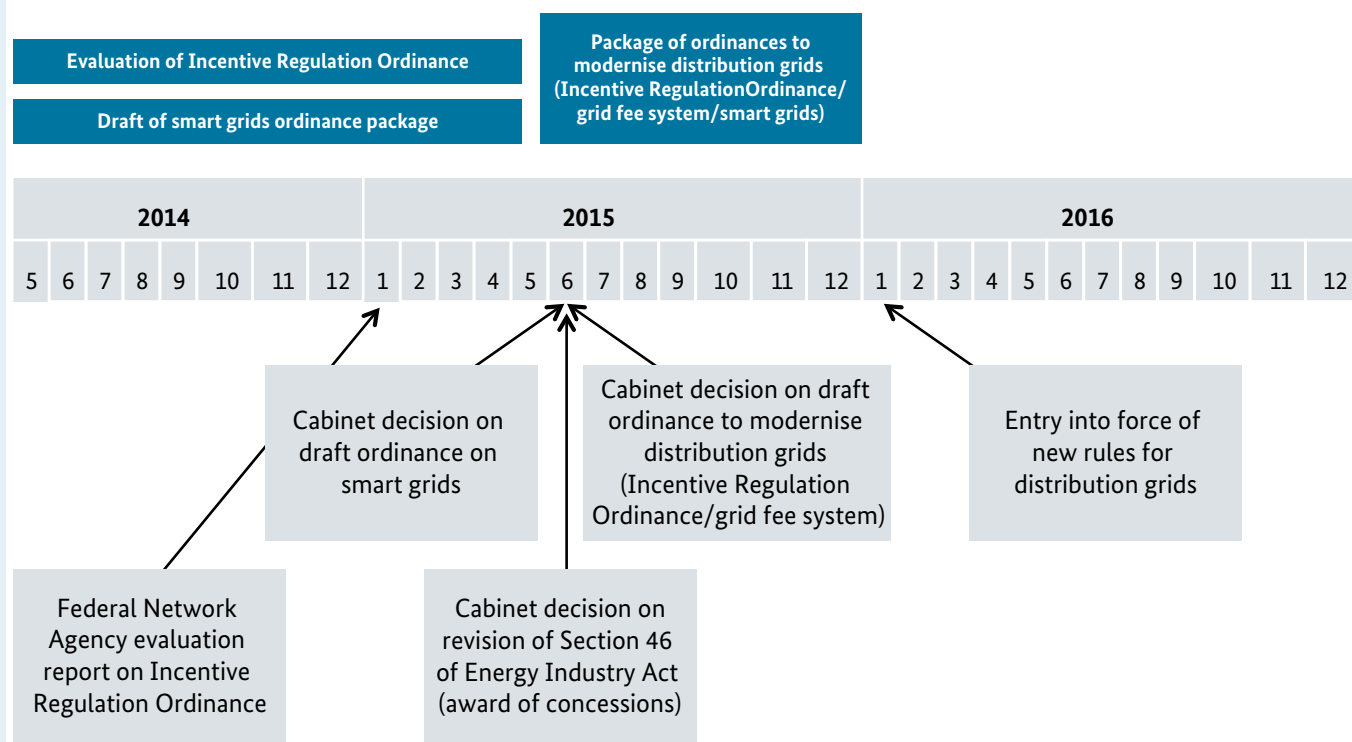 Evaluation of Incentive Regulation Ordinance
Draft of smart grids ordinance package
Package of ordinances to
modernise distribution grids
(Incentive RegulationOrdinance/
grid fee system/smart grids)
2014 2015 2016
5 6 7 8 9 10 11 12 1 2 3 4 5 6 7 8 9 10 11 12 1 2 3 4 5 6 7 8 9 10 11 12
Cabinet decision on
draft ordinance on
smart grids
Cabinet decision on draft
ordinance to modernise
distribution grids
(Incentive Regulation
Ordinance/grid fee system)
Entry into force of
new rules for
distribution grids
Federal Network
Agency evaluation
report on Incentive
Regulation Ordinance
Cabinet decision on
revision of Section 46
of Energy Industry Act
(award of concessions)